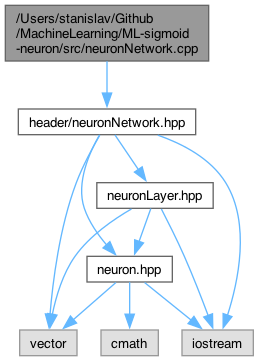 /Users/stanislav/Github
/MachineLearning/ML-sigmoid
-neuron/src/neuronNetwork.cpp
header/neuronNetwork.hpp
neuronLayer.hpp
neuron.hpp
vector
cmath
iostream